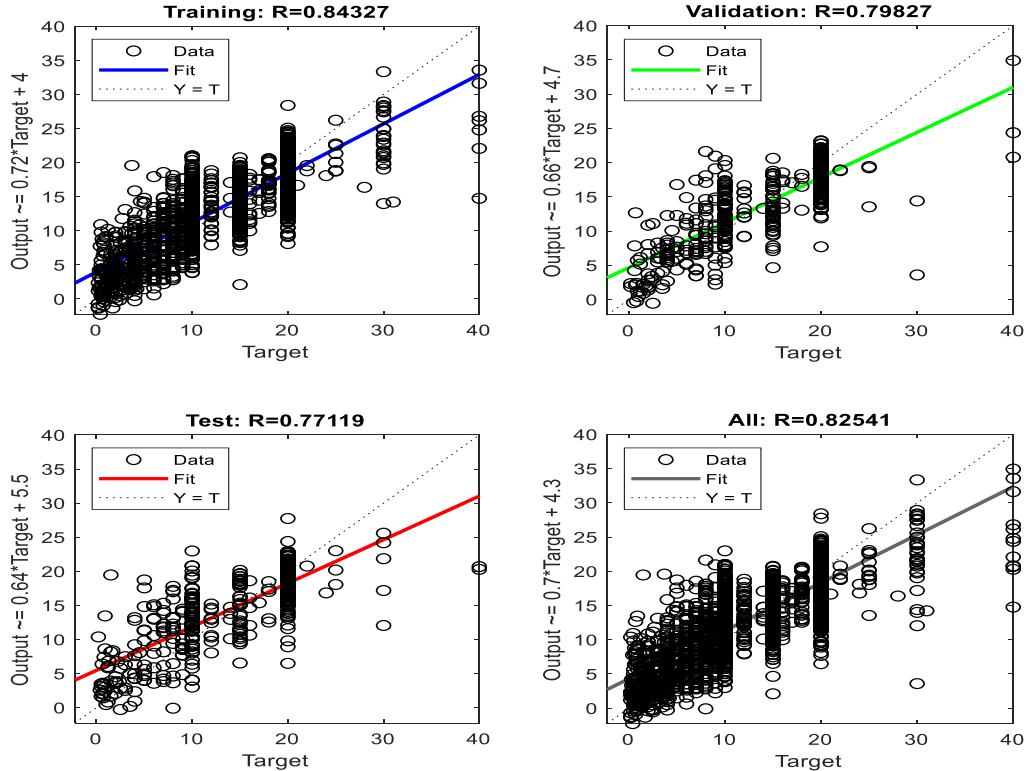 Training: R=0.84327
Output ~= 0.72*Target + 4
40
35
30
25
20
15
10
5
0
Data
Fit
Y = T
0 10 20 30 40
Target
Validation: R=0.79827
Output ~= 0.66*Target + 4.7
40
35
30
25
20
15
10
5
0
Data
Fit
Y = T
0 10 20 30 40
Target
Test: R=0.77119
Output ~= 0.64*Target + 5.5
40
35
30
25
20
15
10
5
0
Data
Fit
Y = T
0 10 20 30 40
Target
All: R=0.82541
Output ~= 0.7*Target + 4.3
40
35
30
25
20
15
10
5
0
Data
Fit
Y = T
0 10 20 30 40
Target